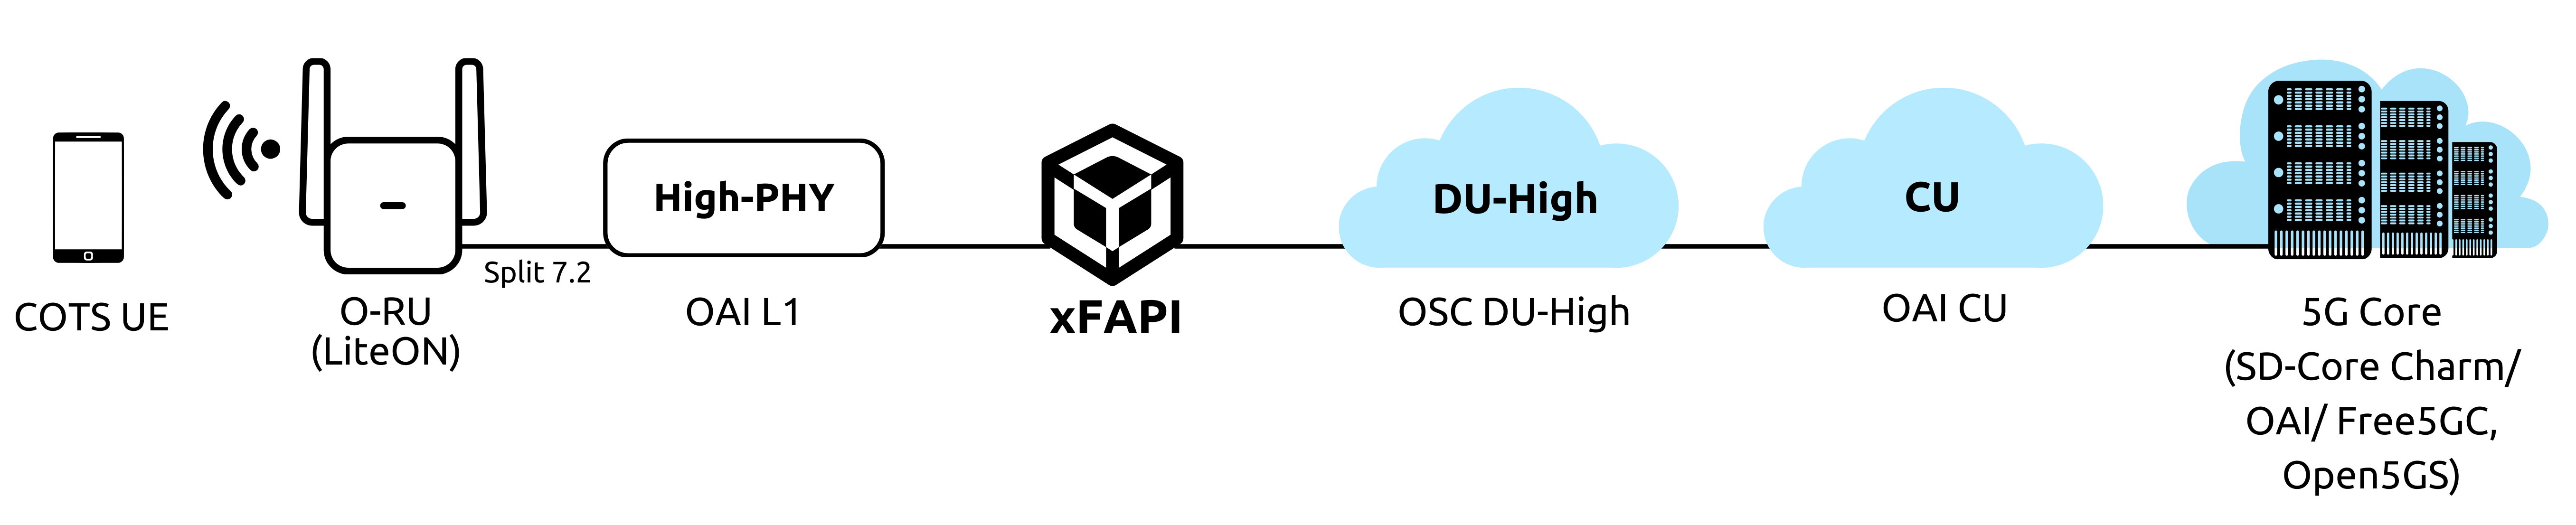 COTS UE
O-RU
(LiteON)
Split 7.2
High-PHY
OAI L1
xFAPI
DU-High
OSC DU-High
CU
OAI CU
5G Core
(SD-Core Charm/
OAI/ Free5GC,
Open5GS)